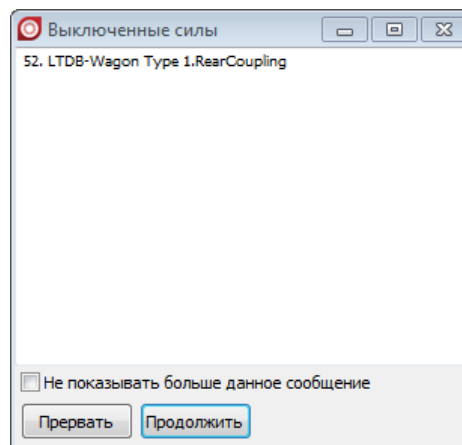 Выключенные силы
52. LTDB-Wagon Type 1.RearCoupling
Не показывать больше данное сообщение
Прервать Продолжить